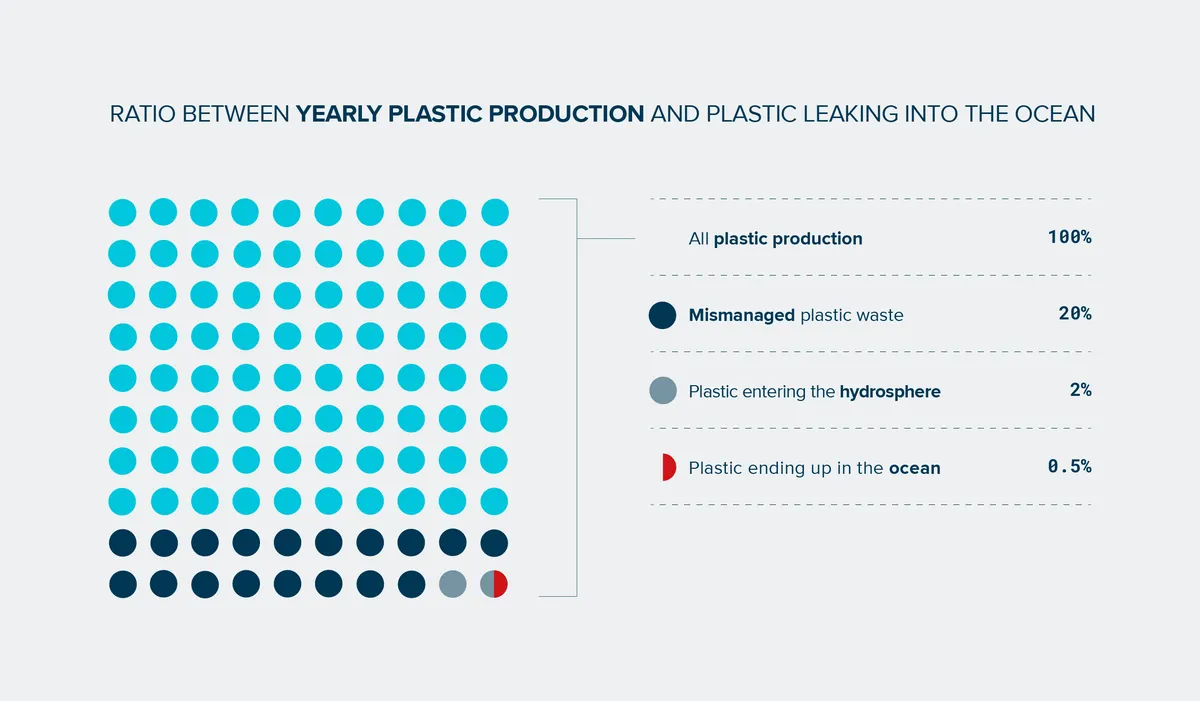 RATIO BETWEEN YEARLY PLASTIC PRODUCTION AND PLASTIC LEAKING INTO THE OCEAN
All plastic production 100%
Mismanaged plastic waste 20%
Plastic entering the hydrosphere 2%
Plastic ending up in the ocean 0.5%